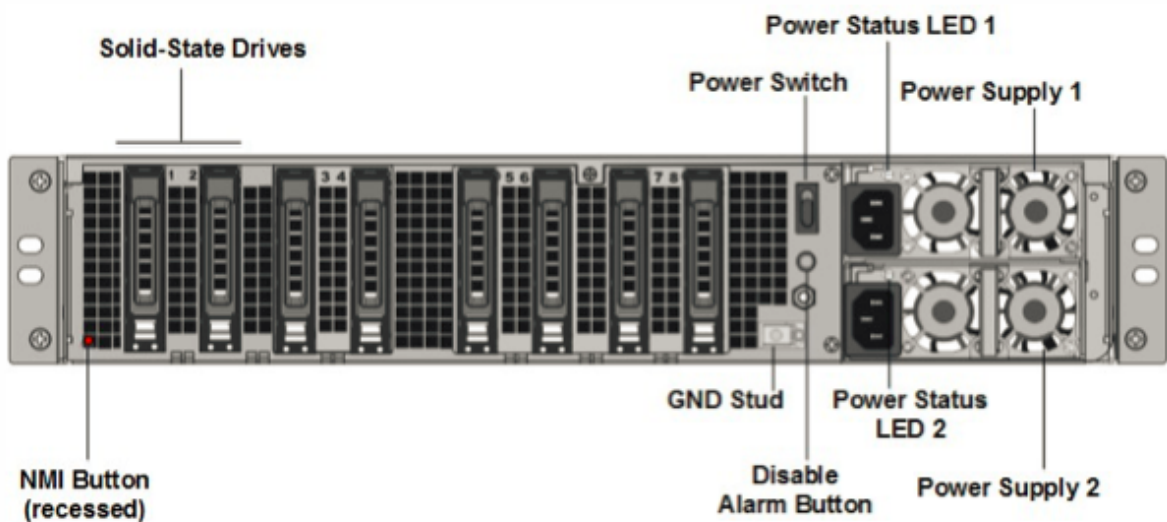 Power Status LED 1
Solid-State Drives
Power Switch
Power Supply 1
1 2
3 4
5 6
7 8
GND Stud
Power Status
LED 2
NMI Button
(recessed)
Disable
Alarm Button
Power Supply 2